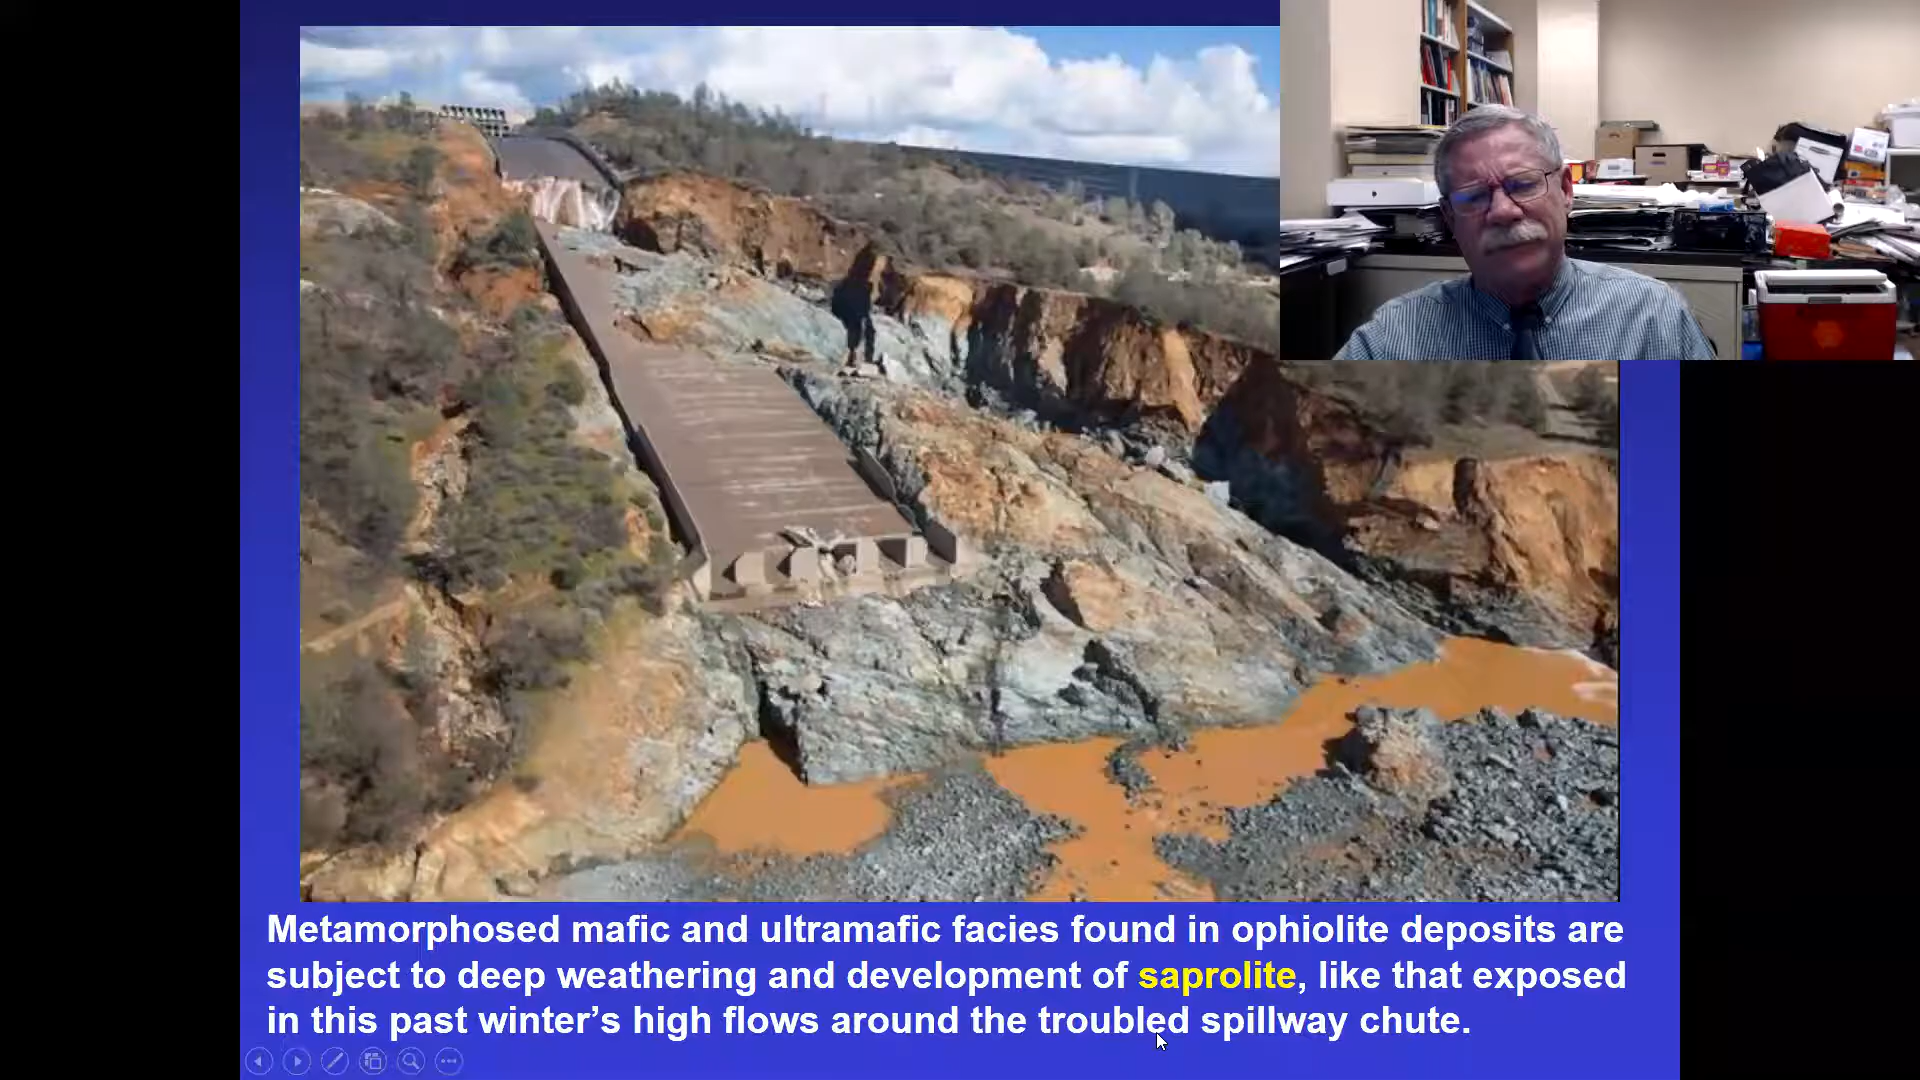 Metamorphosed mafic and ultramafic facies found in ophiolite deposits are
subject to deep weathering and development of saprolite, like that exposed
in this past winter’s high flows around the troubled spillway chute.